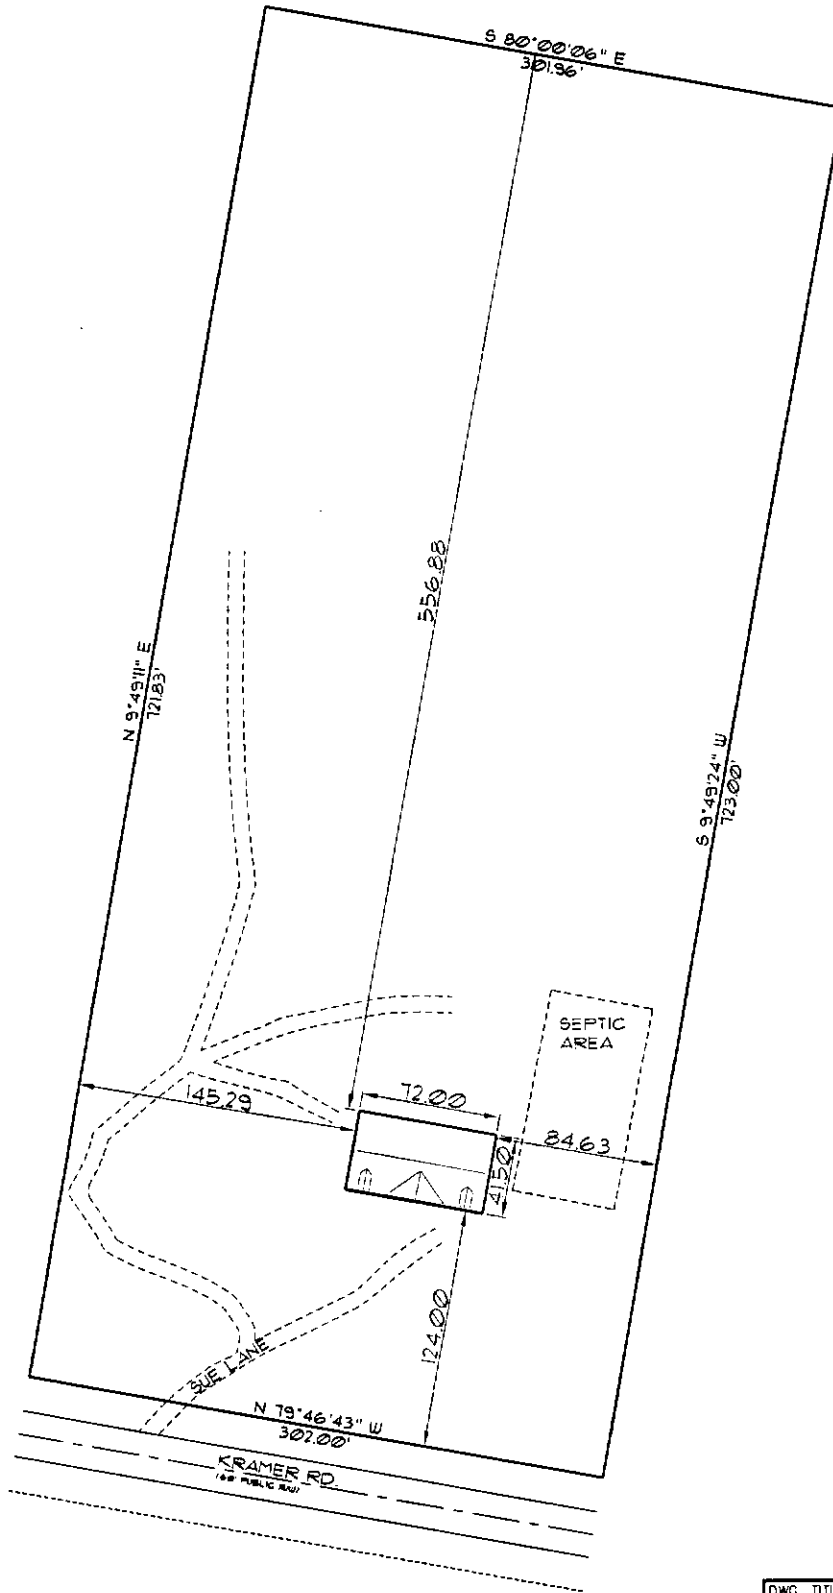 S 80°00'06" E
301.96'
556.88
N 9°49'11" E
721.83'
S 9°49'24" W
723.00'
SEPTIC
AREA
72.00
145.29
84.63
41.50
124.00
SUE LANE
N 79°46'43" W
302.00'
KRAMER RD.
PUBLIC R/W)
DWG. TITL